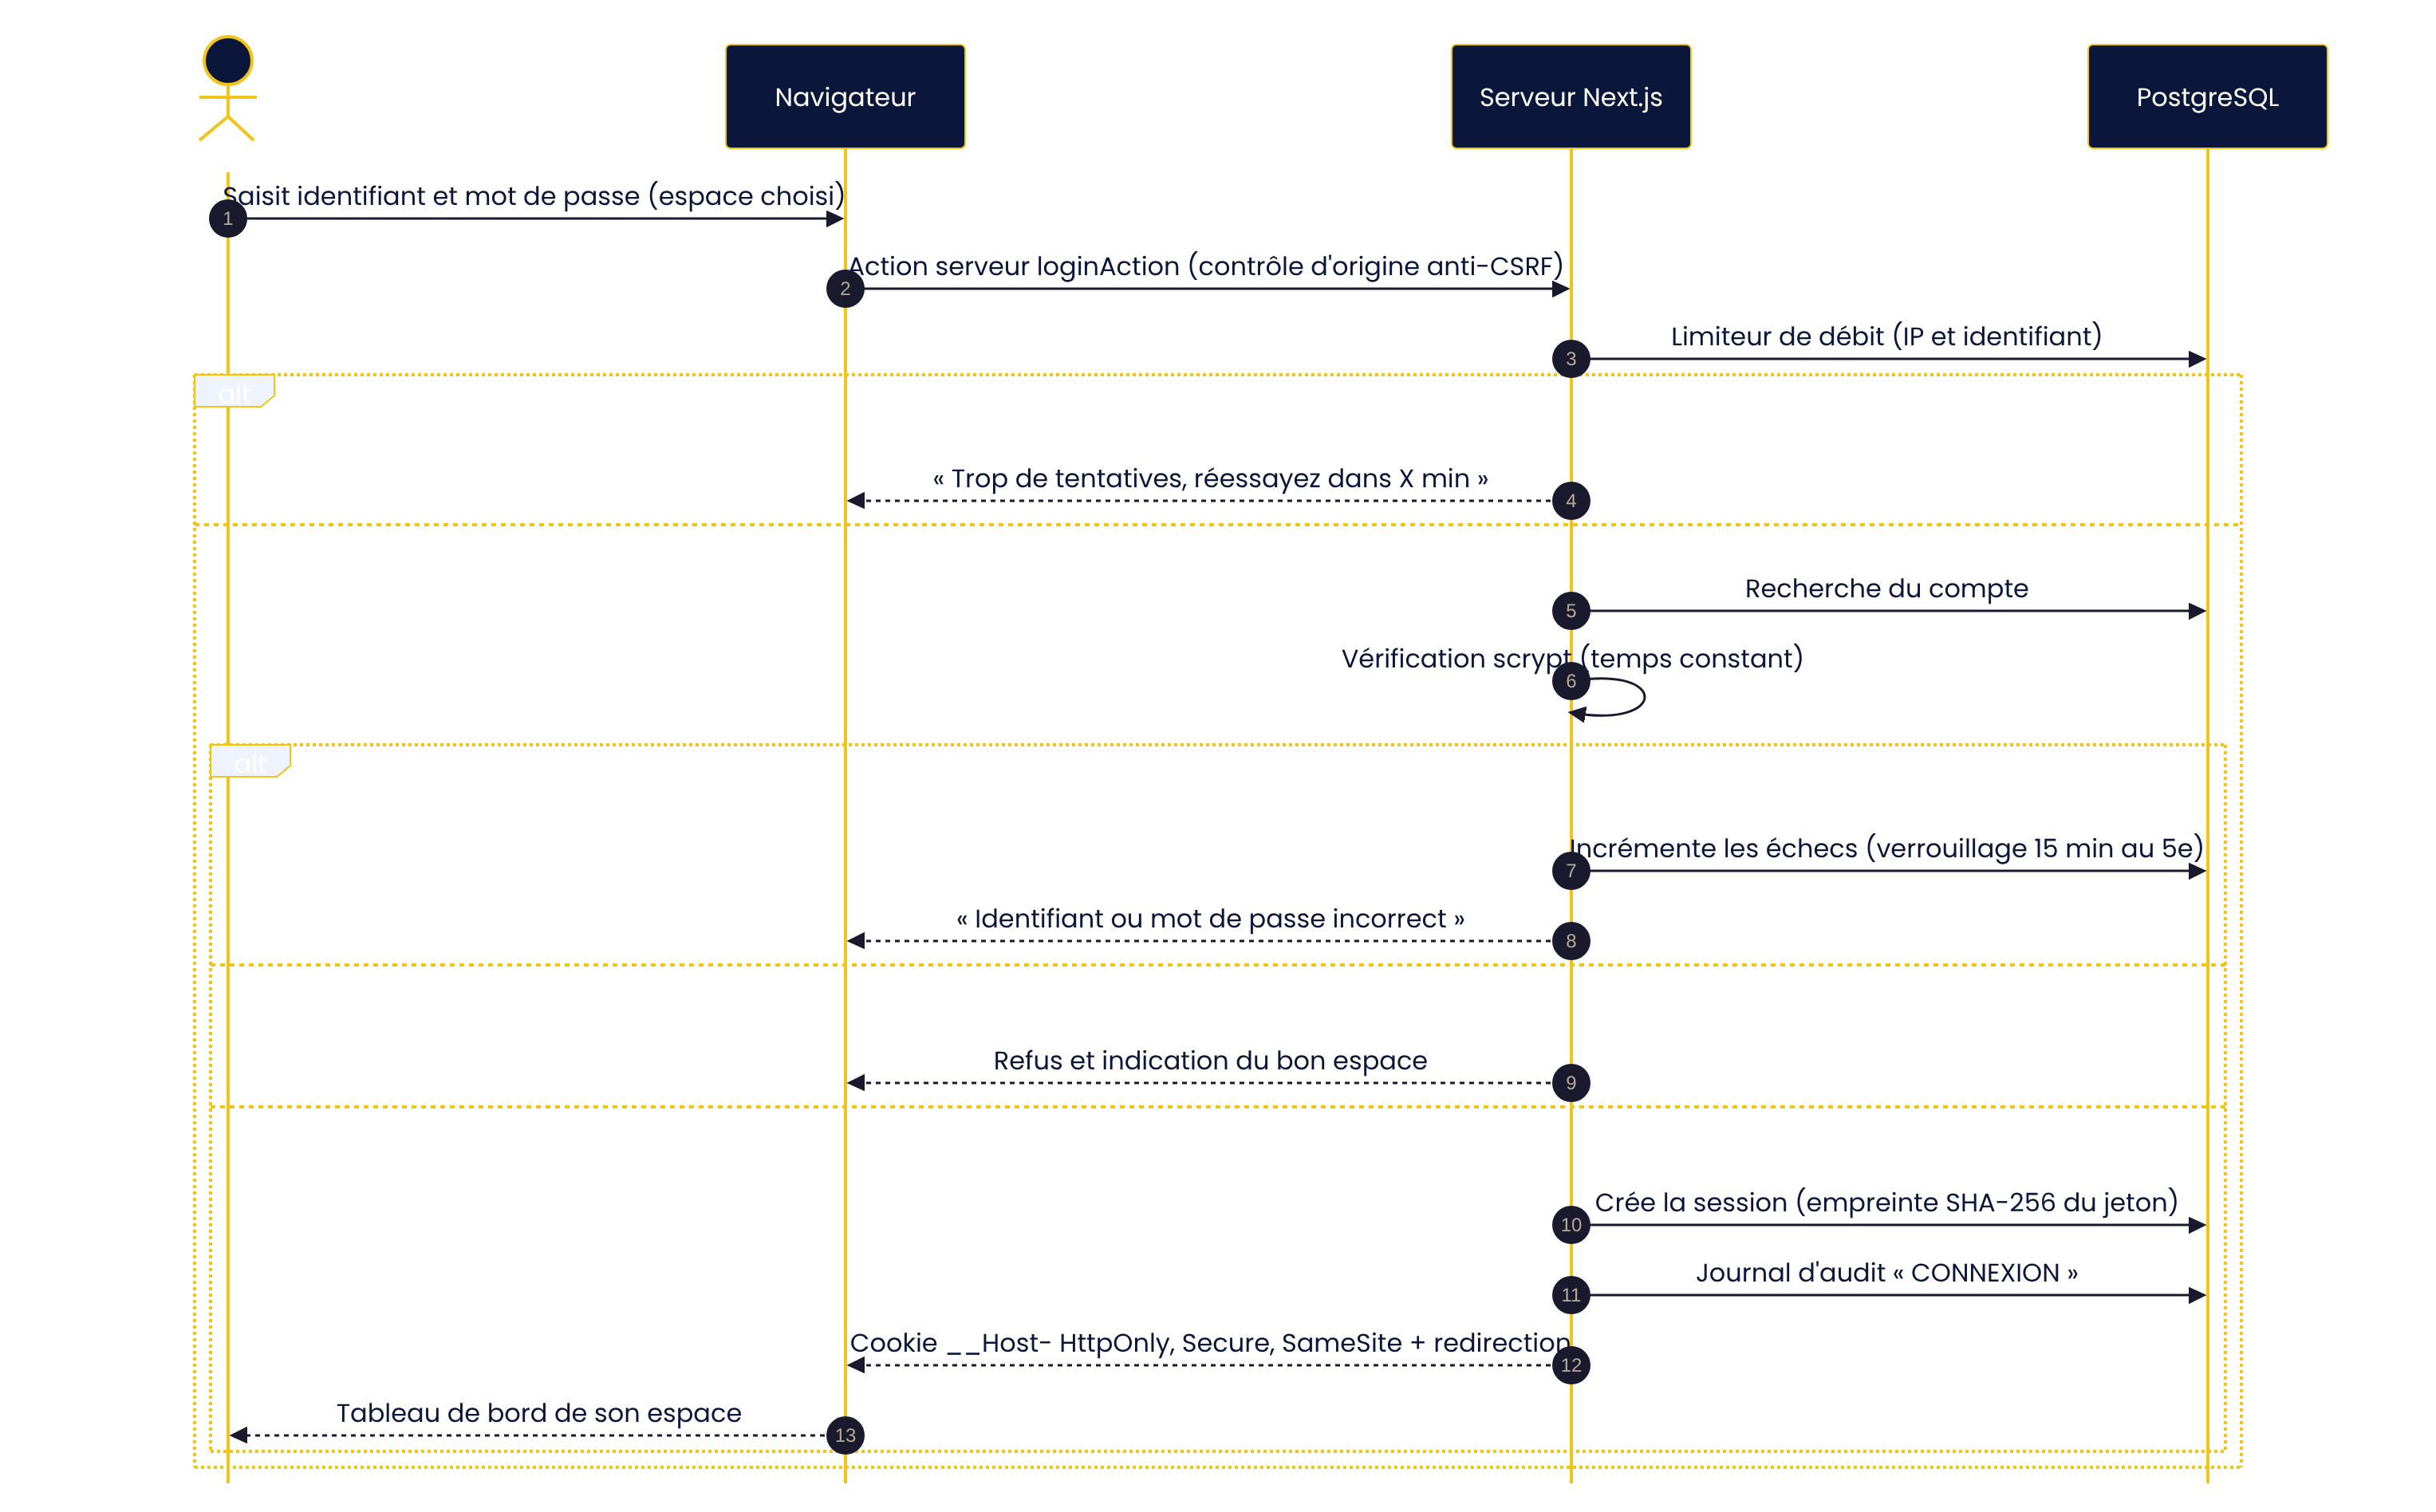 Navigateur
Serveur Next.js
PostgreSQL
Saisit identifiant et mot de passe (espace choisi)
1
Action serveur loginAction (contrôle d'origine anti-CSRF)
2
Limiteur de débit (IP et identifiant)
3
alt
« Trop de tentatives, réessayez dans X min »
4
Recherche du compte
5
Vérification scrypt (temps constant)
6
alt
Incrémente les échecs (verrouillage 15 min au 5e)
7
« Identifiant ou mot de passe incorrect »
8
Refus et indication du bon espace
9
Crée la session (empreinte SHA-256 du jeton)
10
Journal d'audit « CONNEXION »
11
Cookie __Host- HttpOnly, Secure, SameSite + redirection
12
Tableau de bord de son espace
13